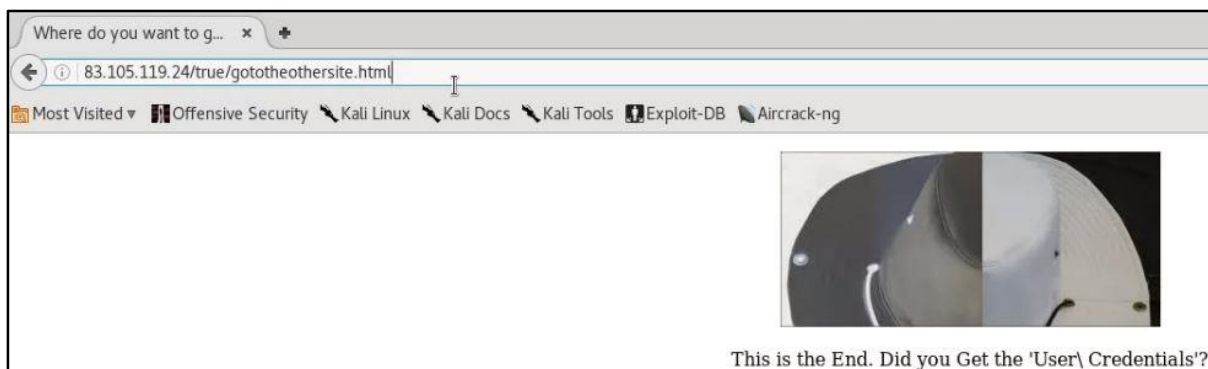 Where do you want to g...
83.105.119.24/true/gototheothersite.html
Most Visited Offensive Security Kali Linux Kali Docs Kali Tools Exploit-DB Aircrack-ng
This is the End. Did you Get the 'User\ Credentials'?